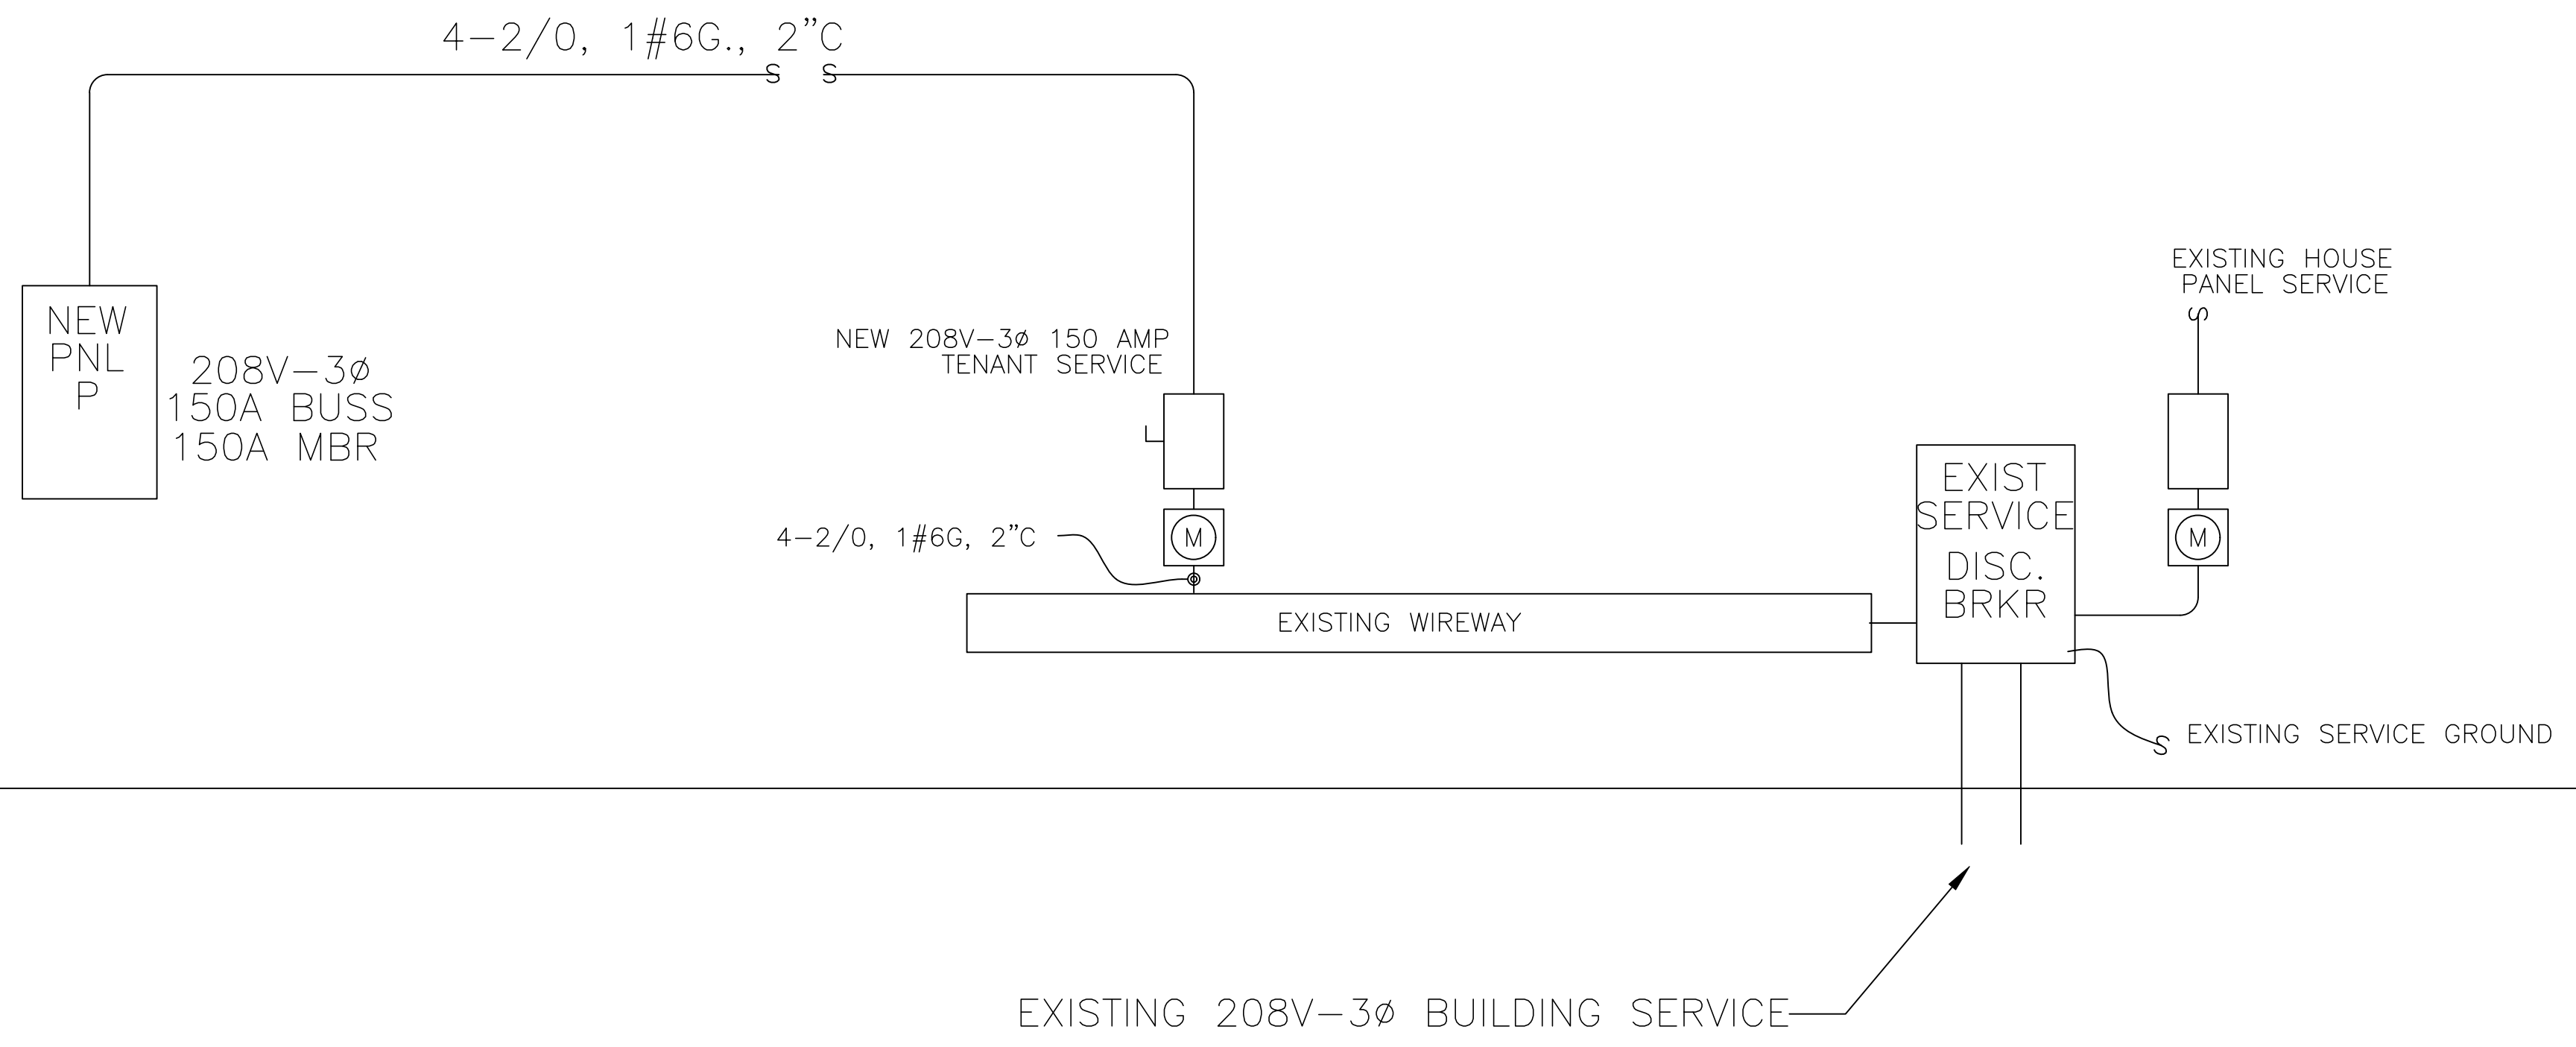 4-2/0, 1#6G., 2"C
NEW
PNL
P
208V-3ø
150A BUSS
150A MBR
NEW 208V-3ø 150 AMP
TENANT SERVICE
4-2/0, 1#6G, 2"C
M
EXISTING WIREWAY
EXIST
SERVICE
DISC.
BRKR
EXISTING HOUSE
PANEL SERVICE
M
EXISTING SERVICE GROUND
EXISTING 208V-3ø BUILDING SERVICE